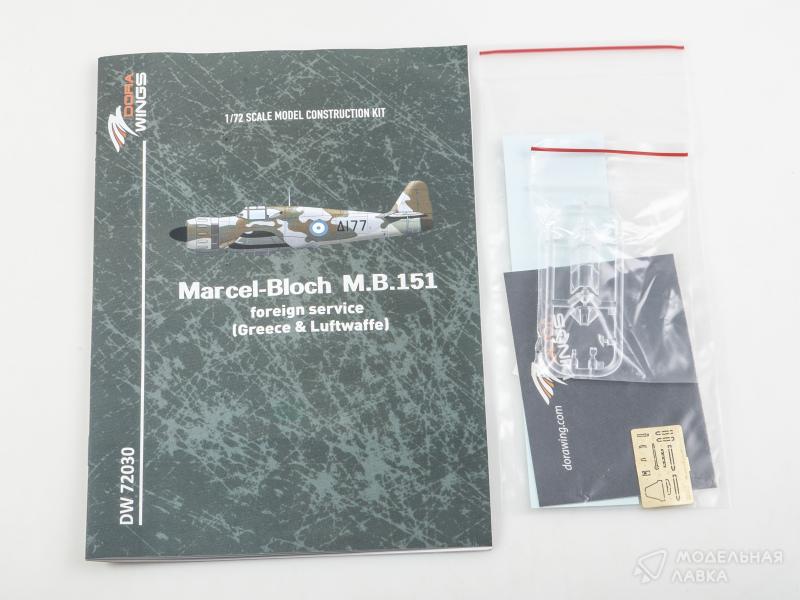 DORA
WINGS
1/72 SCALE MODEL CONSTRUCTION KIT
Δ177
Marcel-Bloch M.B.151
foreign service
(Greece & Luftwaffe)
DW 72030
WINGS
dorawing.com
МОДЕЛЬНАЯ
ЛАВКА